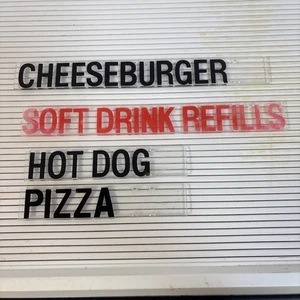 CHEESEBURGER
SOFT DRINK REFILLS
HOT DOG
PIZZA